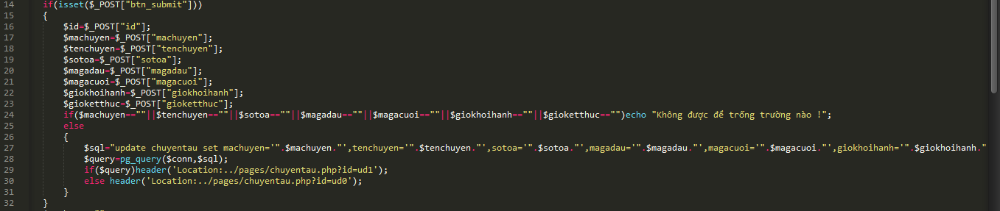 14 if(isset($_POST["btn_submit"]))
15 {
16 $id=$_POST["id"];
17 $machuyen=$_POST["machuyen"];
18 $tenchuyen=$_POST["tenchuyen"];
19 $sotoa=$_POST["sotoa"];
20 $magadau=$_POST["magadau"];
21 $magacuoi=$_POST["magacuoi"];
22 $giokhoihanh=$_POST["giokhoihanh"];
23 $gioketthuc=$_POST["gioketthuc"];
24 if($machuyen==""||$tenchuyen==""||$sotoa==""||$magadau==""||$magacuoi==""||$giokhoihanh==""||$gioketthuc=="")echo "Không được để trống trường nào !";
25 else
26 {
27 $sql="update chuyentau set machuyen='".$machuyen."',tenchuyen='".$tenchuyen."',sotoa='".$sotoa."',magadau='".$magadau."',magacuoi='".$magacuoi."',giokhoihanh='".$giokhoihanh."
28 $query=pg_query($conn,$sql);
29 if($query)header('Location:../pages/chuyentau.php?id=ud1');
30 else header('Location:../pages/chuyentau.php?id=ud0');
31 }
32 }